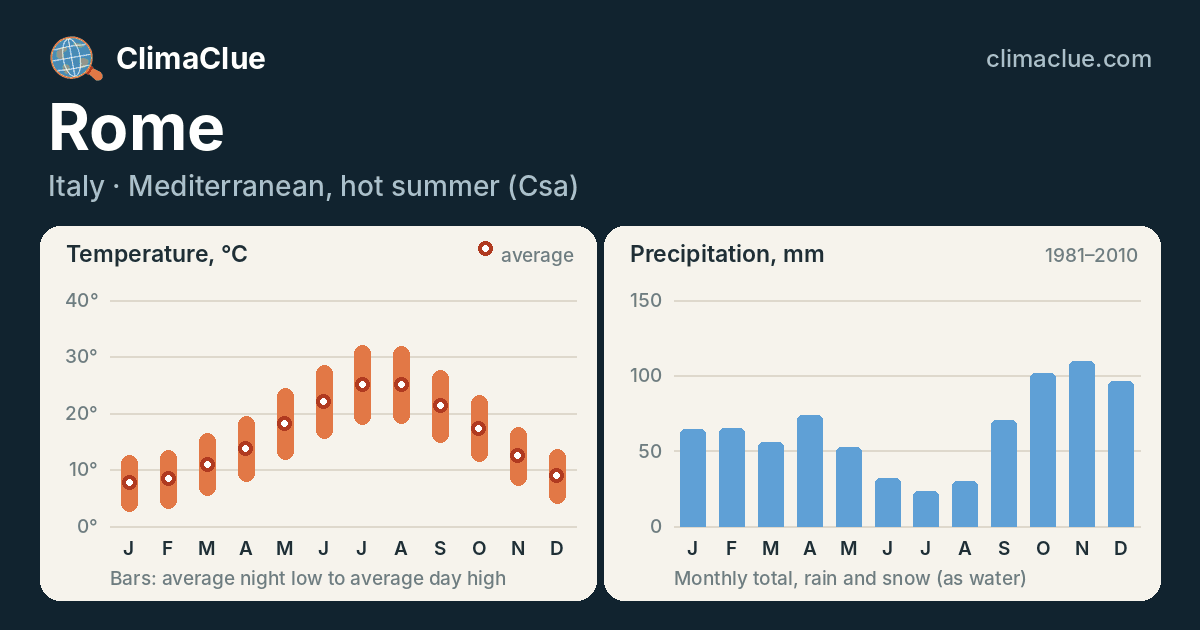 ClimaClue
climaclue.com
Rome
Italy · Mediterranean, hot summer (Csa)
Temperature, °C
average
40°
30°
20°
10°
0°
J F M A M J J A S O N D
Bars: average night low to average day high
Precipitation, mm
1981–2010
150
100
50
0
J F M A M J J A S O N D
Monthly total, rain and snow (as water)